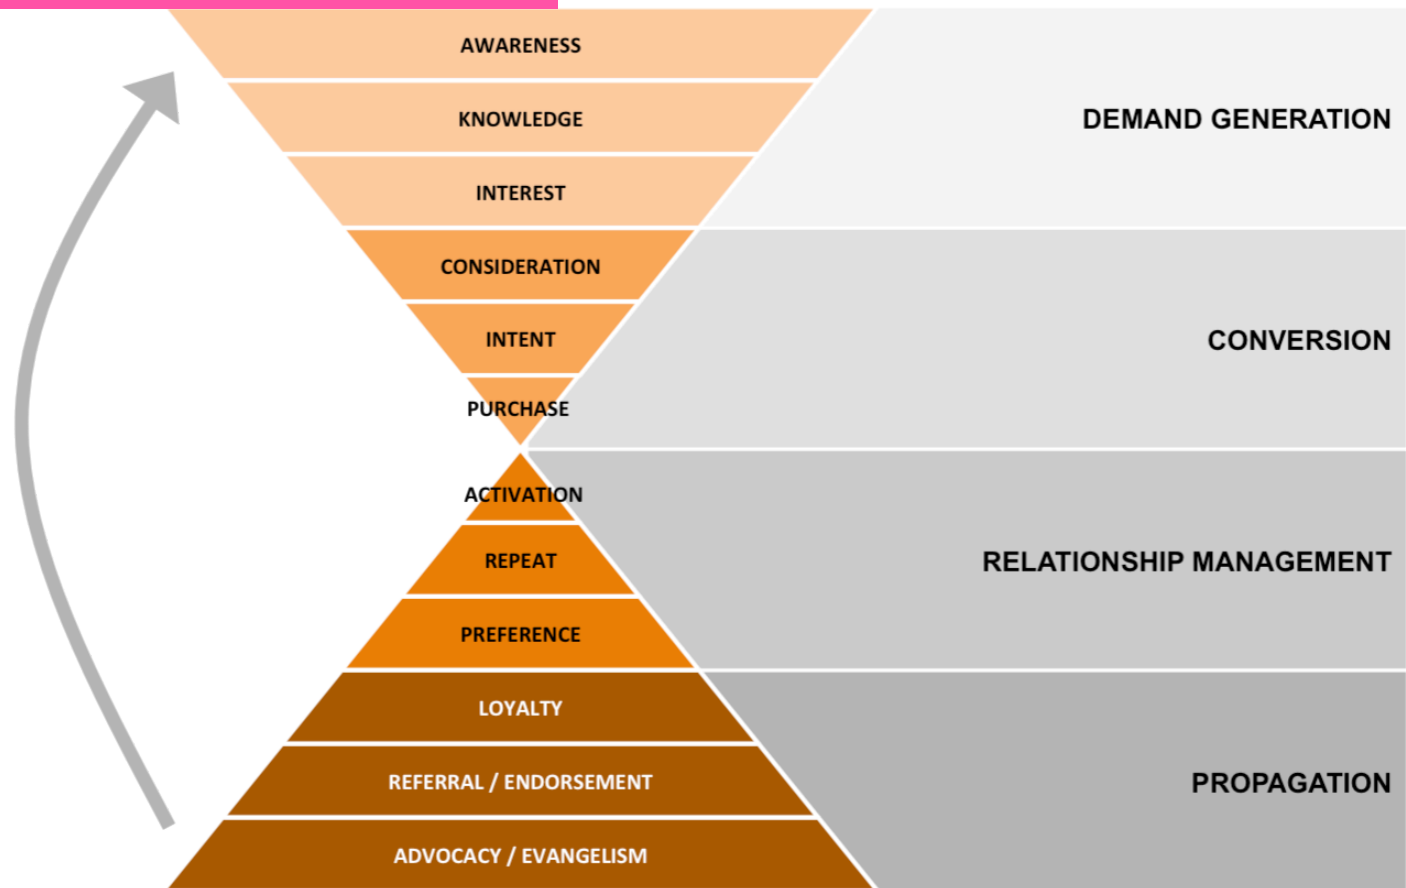 AWARENESS
KNOWLEDGE
DEMAND GENERATION
INTEREST
CONSIDERATION
INTENT
CONVERSION
PURCHASE
ACTIVATION
REPEAT
RELATIONSHIP MANAGEMENT
PREFERENCE
LOYALTY
REFERRAL / ENDORSEMENT
PROPAGATION
ADVOCACY / EVANGELISM